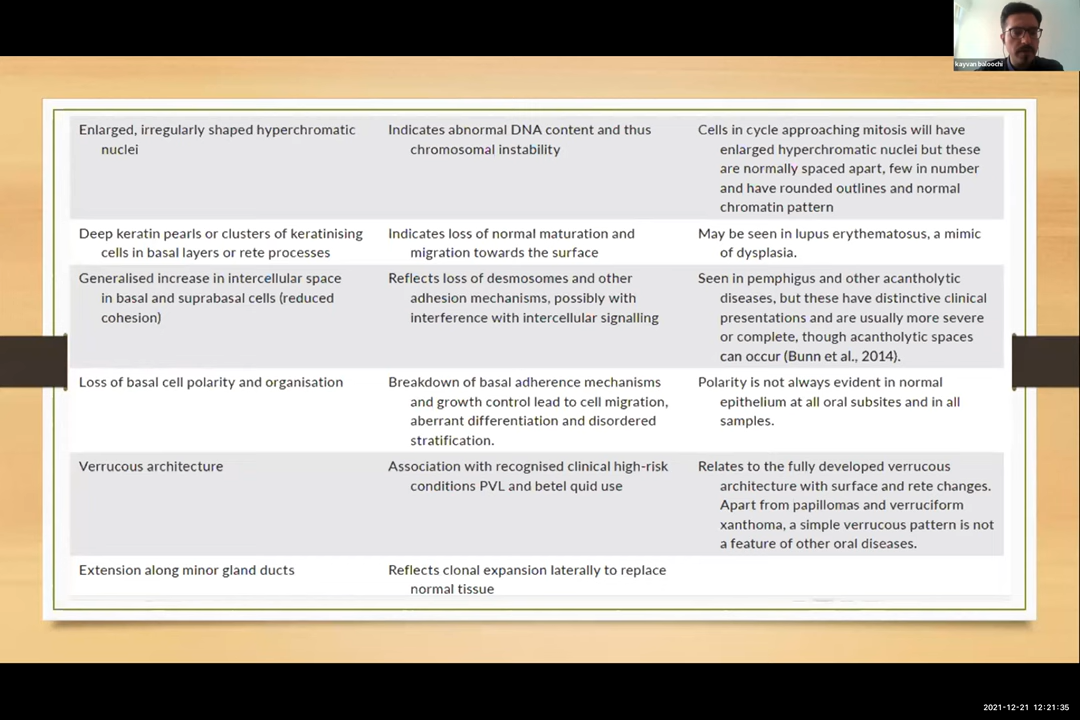 kayvan baloochi
Enlarged, irregularly shaped hyperchromatic
nuclei
Indicates abnormal DNA content and thus
chromosomal instability
Cells in cycle approaching mitosis will have
enlarged hyperchromatic nuclei but these
are normally spaced apart, few in number
and have rounded outlines and normal
chromatin pattern
Deep keratin pearls or clusters of keratinising
cells in basal layers or rete processes
Indicates loss of normal maturation and
migration towards the surface
May be seen in lupus erythematosus, a mimic
of dysplasia.
Generalised increase in intercellular space
in basal and suprabasal cells (reduced
cohesion)
Reflects loss of desmosomes and other
adhesion mechanisms, possibly with
interference with intercellular signalling
Seen in pemphigus and other acantholytic
diseases, but these have distinctive clinical
presentations and are usually more severe
or complete, though acantholytic spaces
can occur (Bunn et al., 2014).
Loss of basal cell polarity and organisation
Breakdown of basal adherence mechanisms
and growth control lead to cell migration,
aberrant differentiation and disordered
stratification.
Polarity is not always evident in normal
epithelium at all oral subsites and in all
samples.
Verrucous architecture
Association with recognised clinical high-risk
conditions PVL and betel quid use
Relates to the fully developed verrucous
architecture with surface and rete changes.
Apart from papillomas and verruciform
xanthoma, a simple verrucous pattern is not
a feature of other oral diseases.
Extension along minor gland ducts
Reflects clonal expansion laterally to replace
normal tissue
2021-12-21 12:21:35